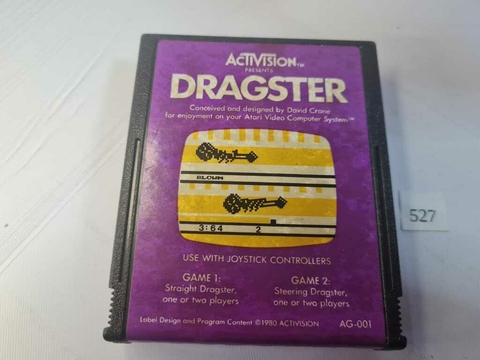 ACTIVISION™
PRESENTS
DRAGSTER
Conceived and designed by David Crane
for enjoyment on your Atari Video Computer System™
BLOWN
3:64 2
527
USE WITH JOYSTICK CONTROLLERS
GAME 1: GAME 2:
Straight Dragster, Steering Dragster,
one or two players one or two players
Label Design and Program Content ©1980 ACTIVISION AG-001